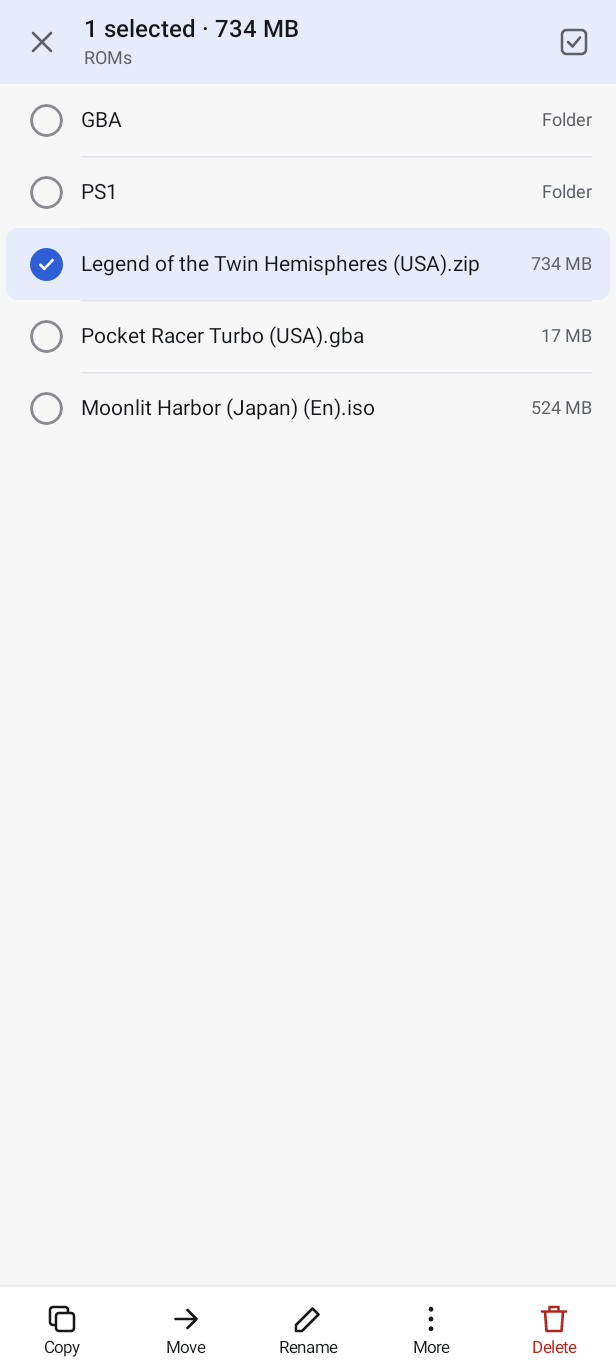 1 selected · 734 MB
ROMs
GBA Folder
PS1 Folder
Legend of the Twin Hemispheres (USA).zip 734 MB
Pocket Racer Turbo (USA).gba 17 MB
Moonlit Harbor (Japan) (En).iso 524 MB
Copy Move Rename More Delete